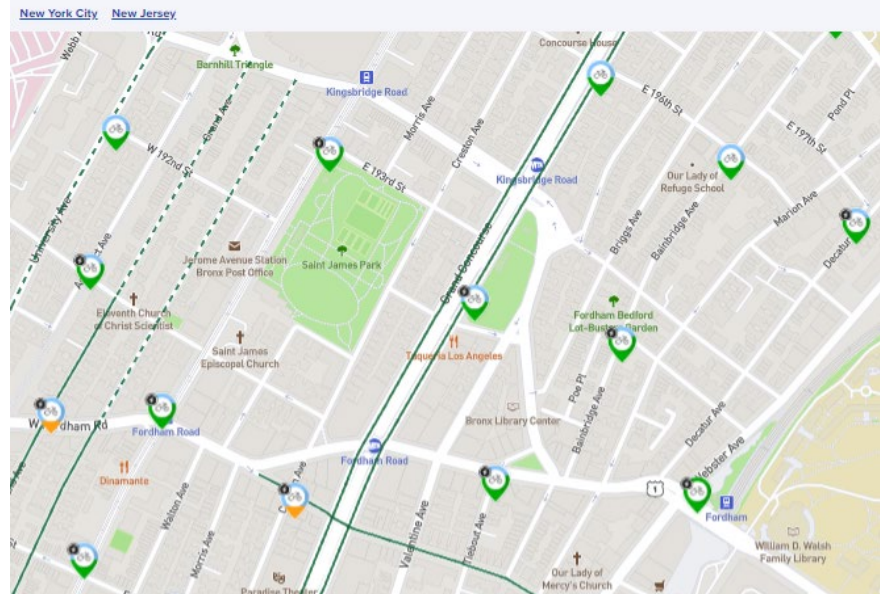 New York City New Jersey
Webb Ave
Barnhill Triangle
Concourse House
Kingsbridge Road
Grand Ave
Morris Ave
Creston Ave
E 196th St
Pond Pl
E 197th St
W 192nd St
E 193rd St
Kingsbridge Road
Our Lady of
Refuge School
University Ave
Briggs Ave
Bainbridge Ave
Marion Ave
Decatur
Jerome Avenue Station
Bronx Post Office
Saint James Park
Grand Concourse
Eleventh Church
of Christ Scientist
Fordham Bedford
Lot-Busters Garden
Saint James
Episcopal Church
Taqueria Los Angeles
Poe Pl
Bainbridge Ave
Decatur Ave
Bronx Library Center
Fordham Road
Fordham Road
Webster Ave
Dinamante
Walton Ave
1
Fordham
Morris Ave
Valentine Ave
Tiebout Ave
William D. Walsh
Family Library
Our Lady of
Mercy's Church
Paradise Theater